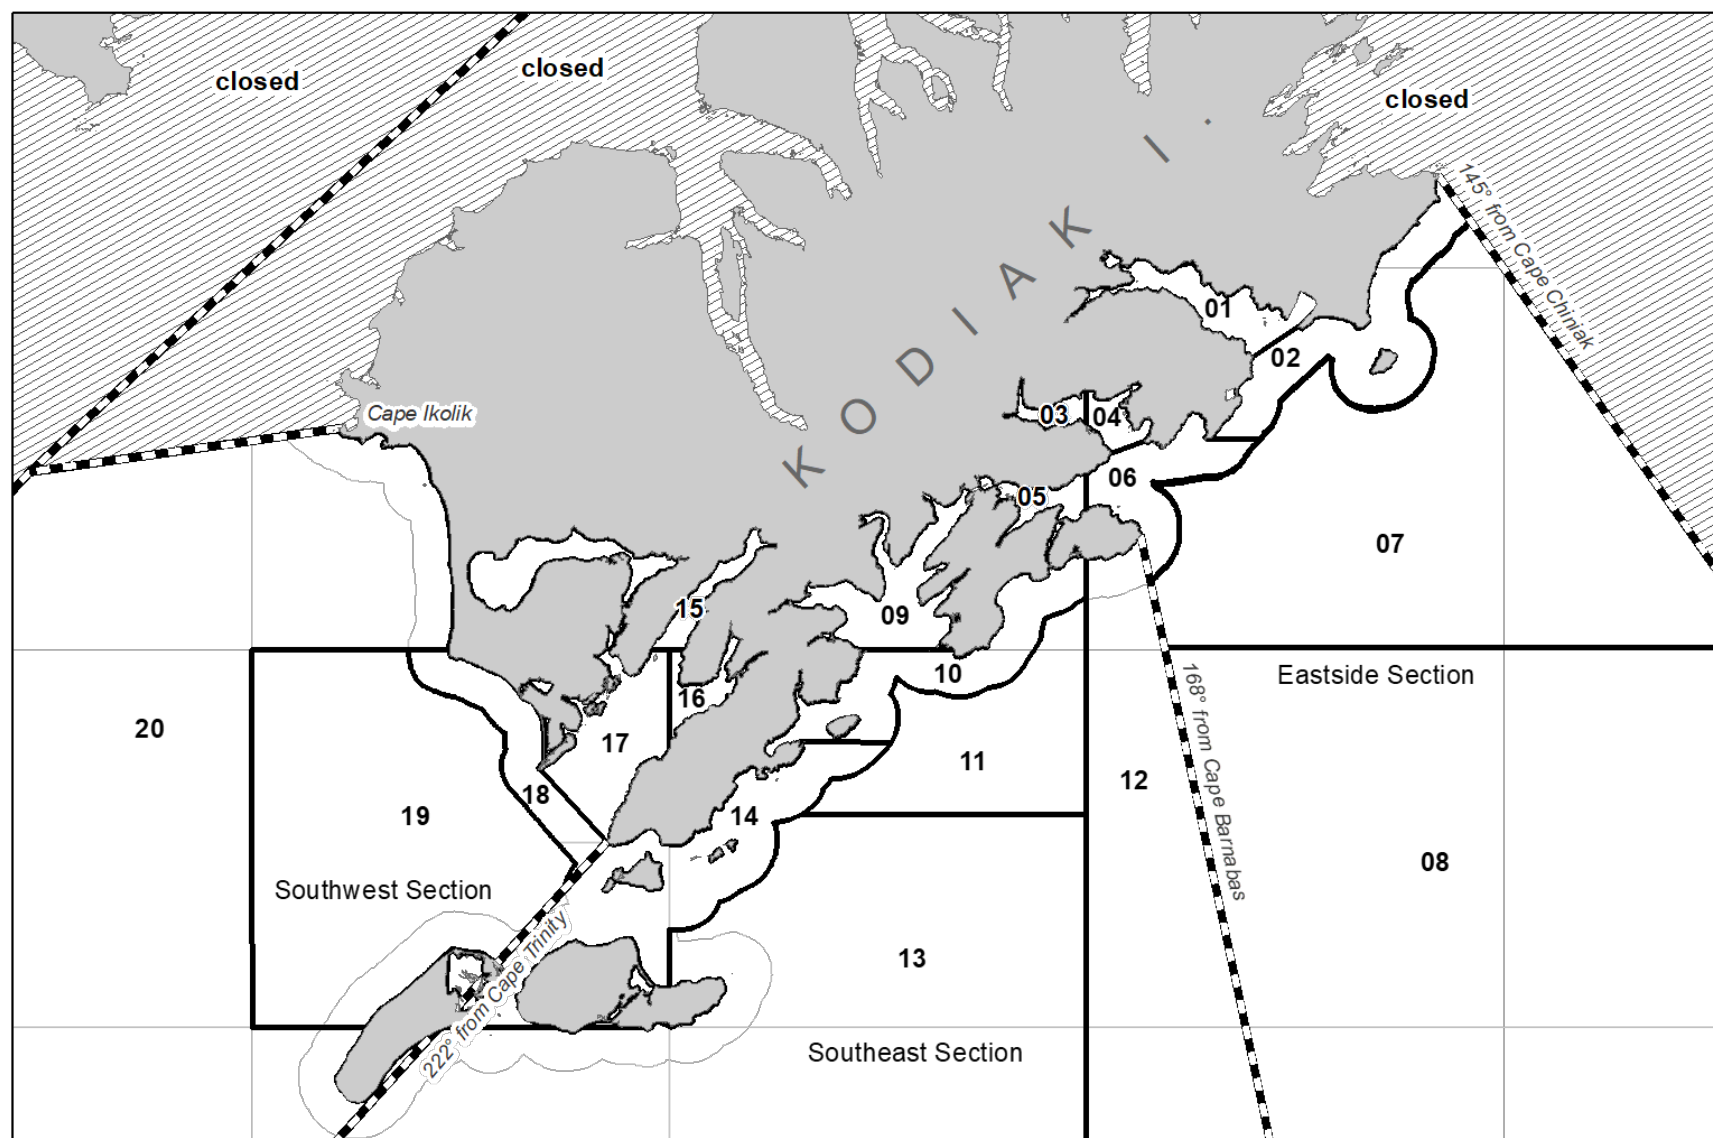 closed
closed
closed
KODIAK I.
145° from Cape Chiniak
01
02
Cape Ikolik
03
04
06
05
07
15
09
10
Eastside Section
16
168° from Cape Barnabas
20
17
11
12
18
19
14
08
Southwest Section
222° from Cape Trinity
13
Southeast Section